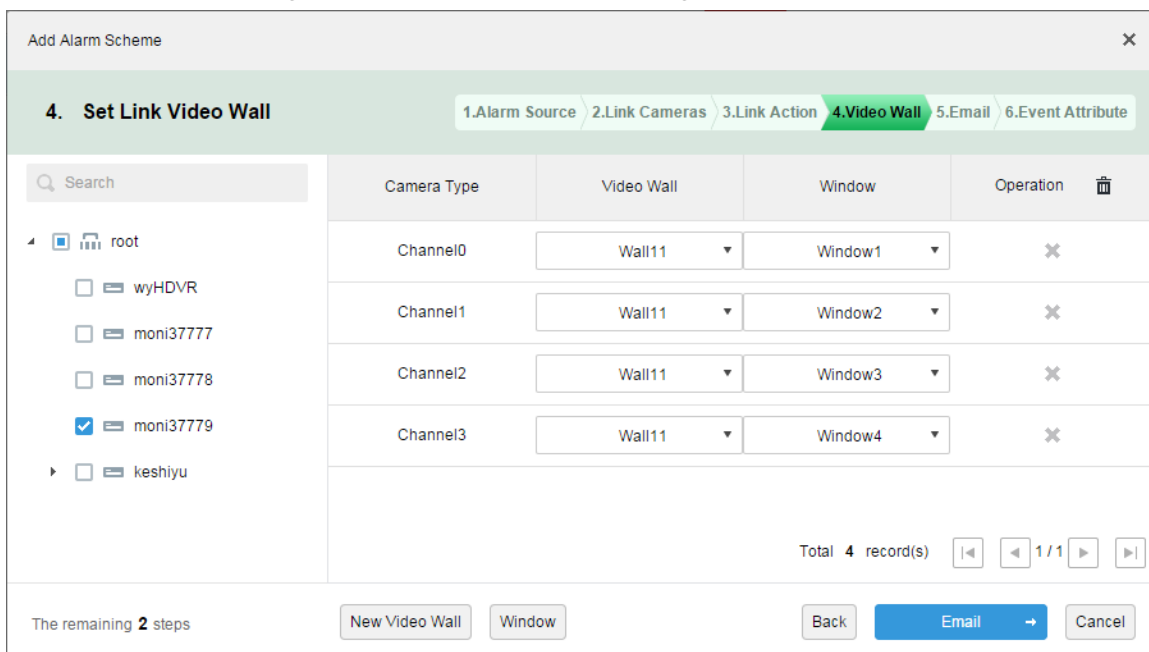 Add Alarm Scheme
4. Set Link Video Wall
1.Alarm Source 2.Link Cameras 3.Link Action 4.Video Wall 5.Email 6.Event Attribute
Search
Camera Type Video Wall Window Operation
root
Channel0 Wall11 Window1
wyHDVR
Channel1 Wall11 Window2
moni37777
Channel2 Wall11 Window3
moni37778
moni37779
Channel3 Wall11 Window4
keshiyu
Total 4 record(s) 1 / 1
The remaining 2 steps New Video Wall Window Back Email Cancel